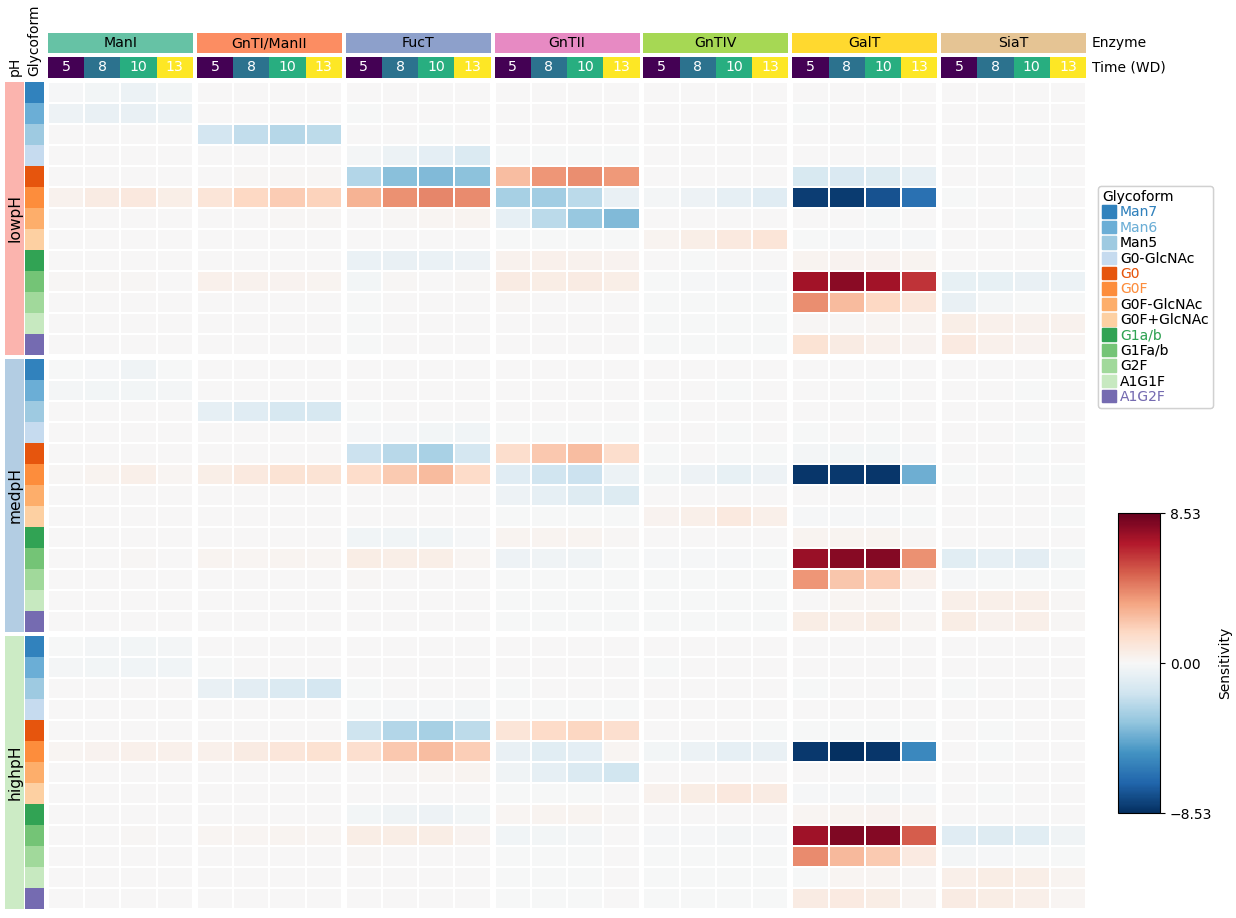 ManI GnTI/ManII FucT GnTII GnTIV GalT SiaT Enzyme
pH Glycoform 5 8 10 13 5 8 10 13 5 8 10 13 5 8 10 13 5 8 10 13 5 8 10 13 5 8 10 13 Time (WD)
lowpH
medpH
highpH
Glycoform
Man7
Man6
Man5
G0-GlcNAc
G0
G0F
G0F-GlcNAc
G0F+GlcNAc
G1a/b
G1Fa/b
G2F
A1G1F
A1G2F
8.53
0.00
−8.53
Sensitivity